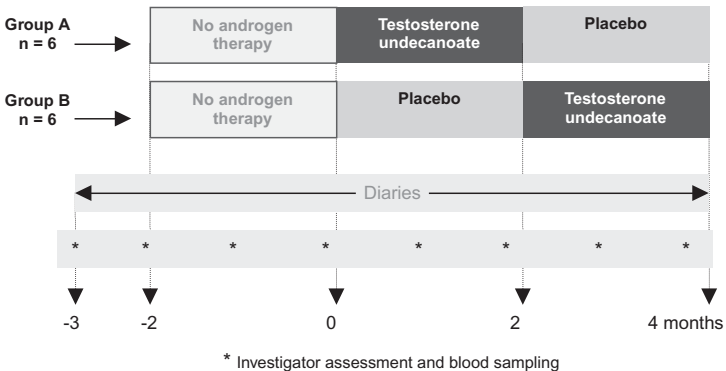 Group A
n = 6
No androgen
therapy
Testosterone
undecanoate
Placebo
Group B
n = 6
No androgen
therapy
Placebo
Testosterone
undecanoate
Diaries
* * * * * * * *
-3 -2 0 2 4 months
* Investigator assessment and blood sampling